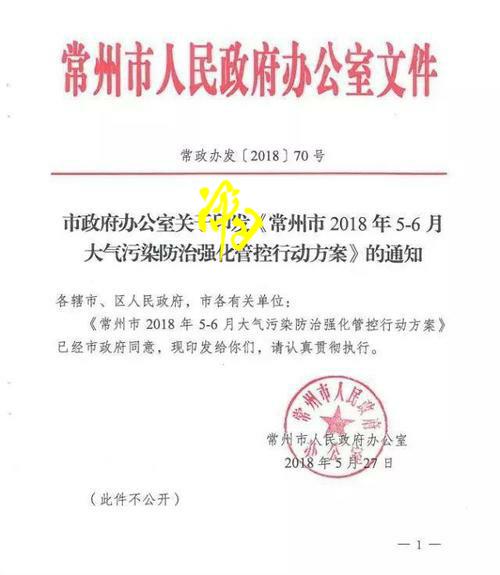 常州市人民政府办公室文件
常政办发〔2018〕70号
市政府办公室关于印发《常州市2018年5-6月
大气污染防治强化管控行动方案》的通知
各辖市、区人民政府，市各有关单位：
《常州市2018年5-6月大气污染防治强化管控行动方案》
已经市政府同意，现印发给你们，请认真贯彻执行。
常州市人民政府
办公室
常州市人民政府办公室
2018年5月27日
（此件不公开）
— 1 —